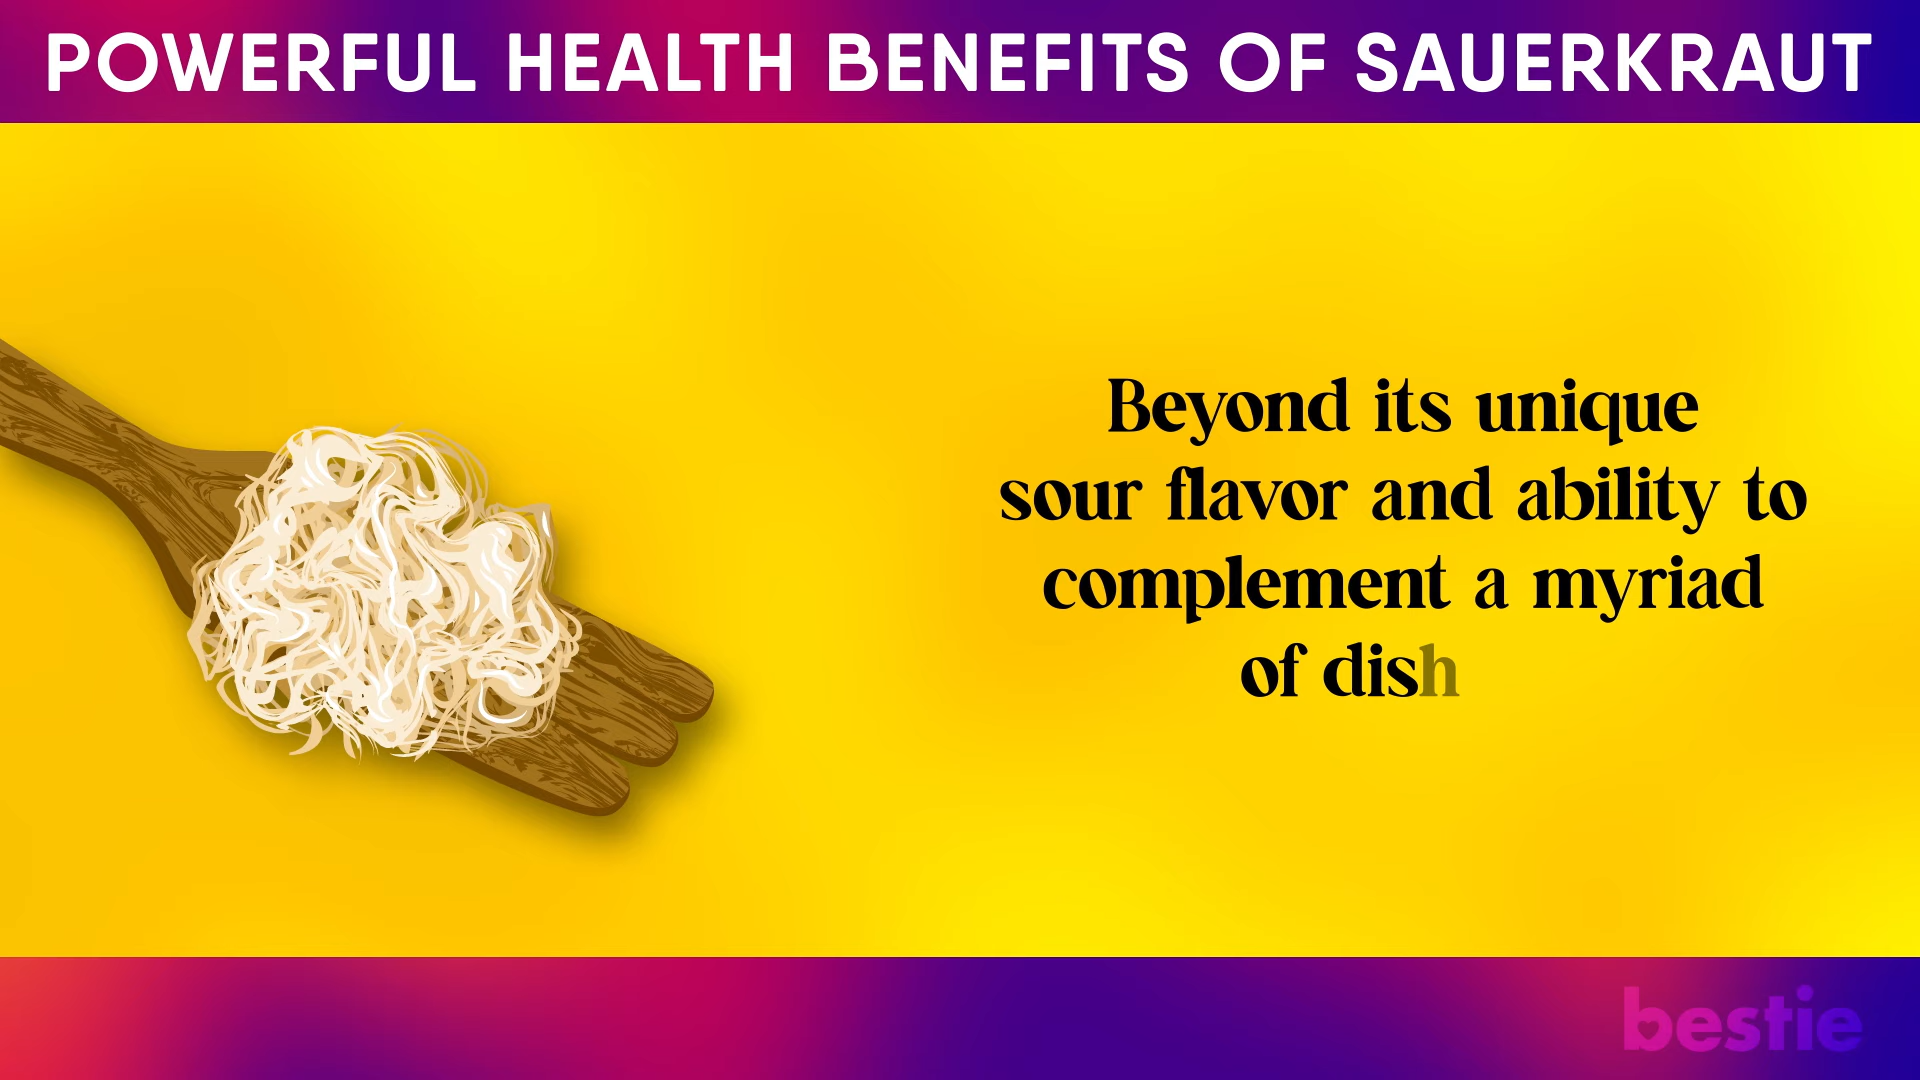 POWERFUL HEALTH BENEFITS OF SAUERKRAUT
Beyond its unique
sour flavor and ability to
complement a myriad
of dish
bestie